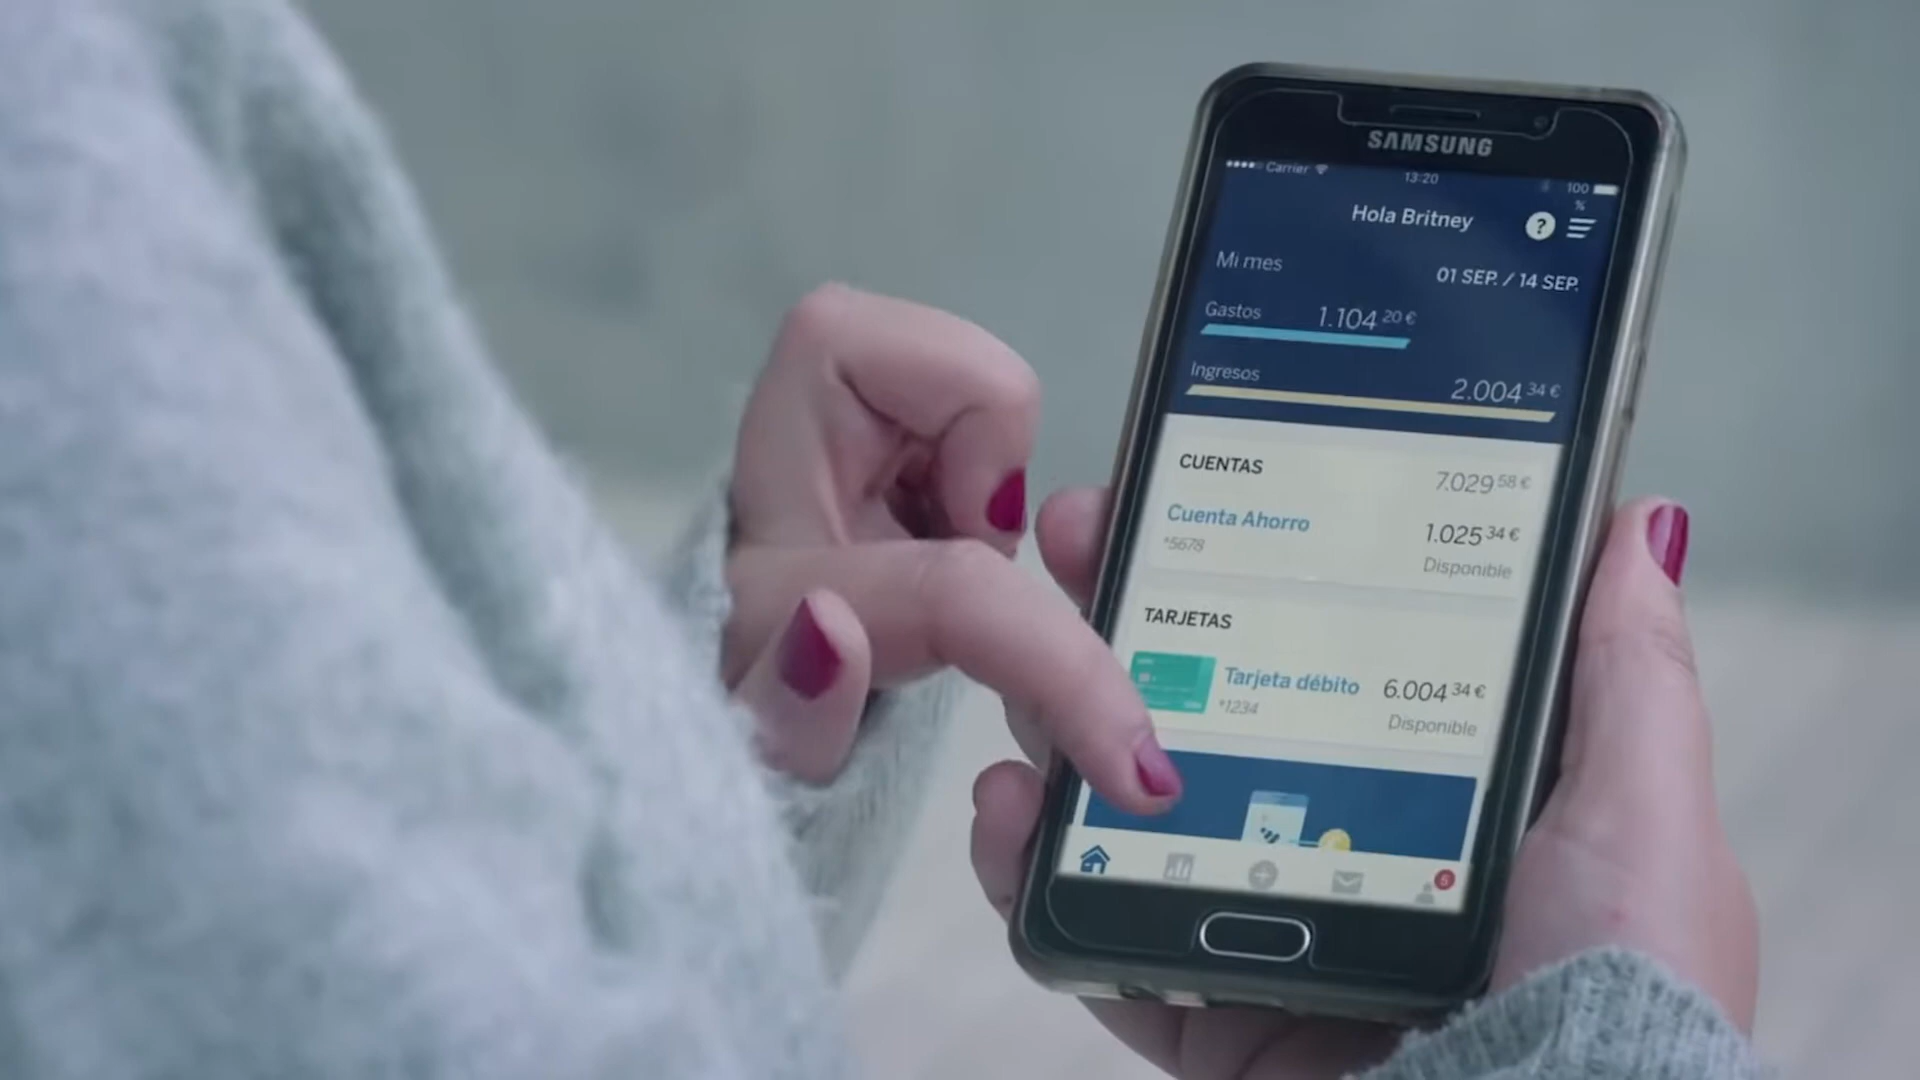 SAMSUNG
Carrier 13:20 100 %
Hola Britney ?
Mi mes 01 SEP. / 14 SEP.
Gastos 1.104 20 €
Ingresos 2.004 34 €
CUENTAS 7.029 58 €
Cuenta Ahorro 1.025 34 €
*5678 Disponible
TARJETAS
Tarjeta débito 6.004 34 €
*1234 Disponible
5